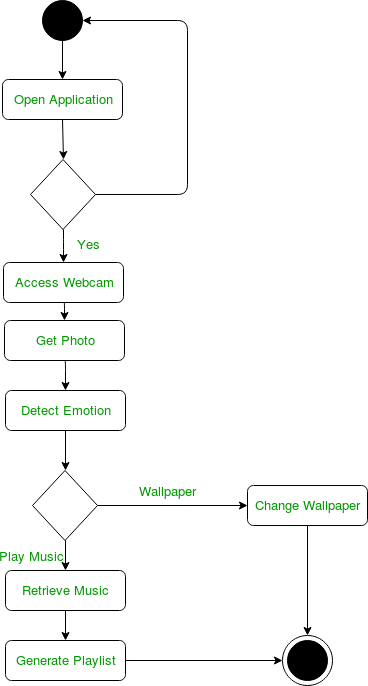 Open Application
Yes
Access Webcam
Get Photo
Detect Emotion
Wallpaper
Change Wallpaper
Play Music
Retrieve Music
Generate Playlist